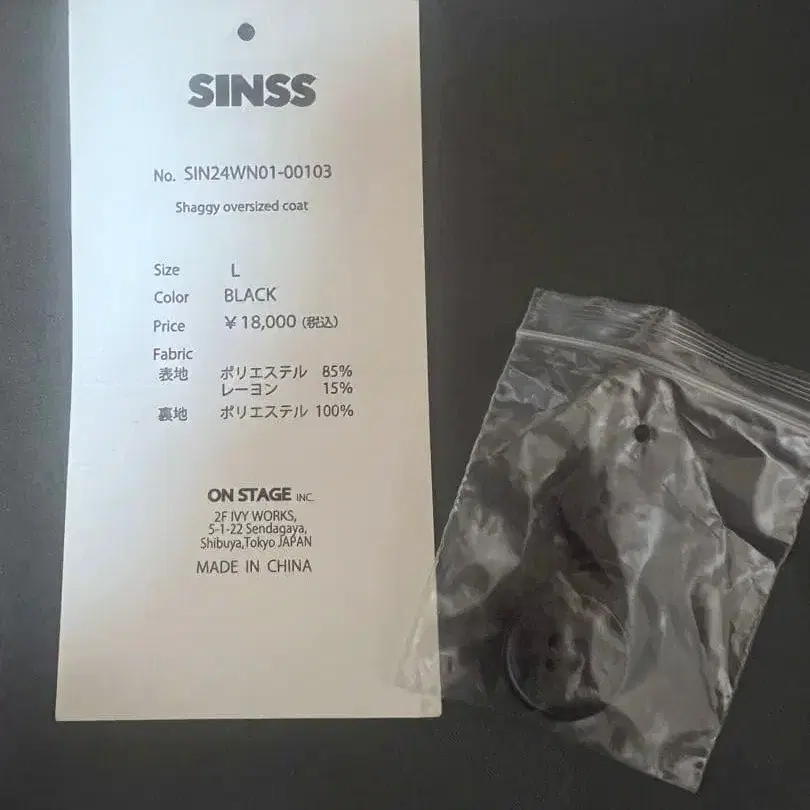 SINSS
No. SIN24WN01-00103
Shaggy oversized coat
Size L
Color BLACK
Price ￥18,000 (税込)
Fabric
表地 ポリエステル 85%
レーヨン 15%
裏地 ポリエステル 100%
ON STAGE INC.
2F IVY WORKS,
5-1-22 Sendagaya,
Shibuya,Tokyo JAPAN
MADE IN CHINA